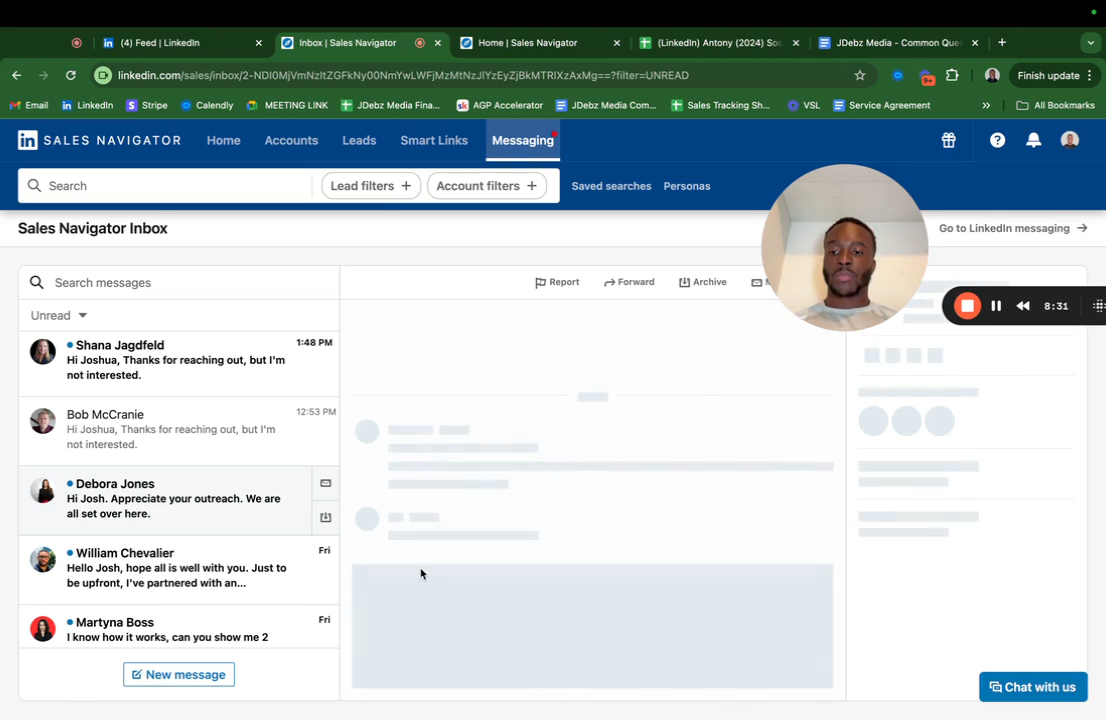 (4) Feed | LinkedIn
Inbox | Sales Navigator
Home | Sales Navigator
(LinkedIn) Antony (2024) Soc
JDebz Media - Common Que
linkedin.com/sales/inbox/2-NDI0MjVmNzItZGFkNy00NmYwLWFjMzMtNzJlYzEyZjBkMTRlXzAxMg==?filter=UNREAD
9+
Finish update
Email
LinkedIn
Stripe
Calendly
MEETING LINK
JDebz Media Fina...
AGP Accelerator
JDebz Media Com...
Sales Tracking Sh...
VSL
Service Agreement
All Bookmarks
in SALES NAVIGATOR
Home
Accounts
Leads
Smart Links
Messaging
Search
Lead filters +
Account filters +
Saved searches
Personas
Sales Navigator Inbox
Go to LinkedIn messaging
Search messages
Report
Forward
Archive
8:31
Unread
Shana Jagdfeld
1:48 PM
Hi Joshua, Thanks for reaching out, but I'm
not interested.
Bob McCranie
12:53 PM
Hi Joshua, Thanks for reaching out, but I'm
not interested.
Debora Jones
Hi Josh. Appreciate your outreach. We are
all set over here.
William Chevalier
Fri
Hello Josh, hope all is well with you. Just to
be upfront, I've partnered with an...
Martyna Boss
Fri
I know how it works, can you show me 2
New message
Chat with us